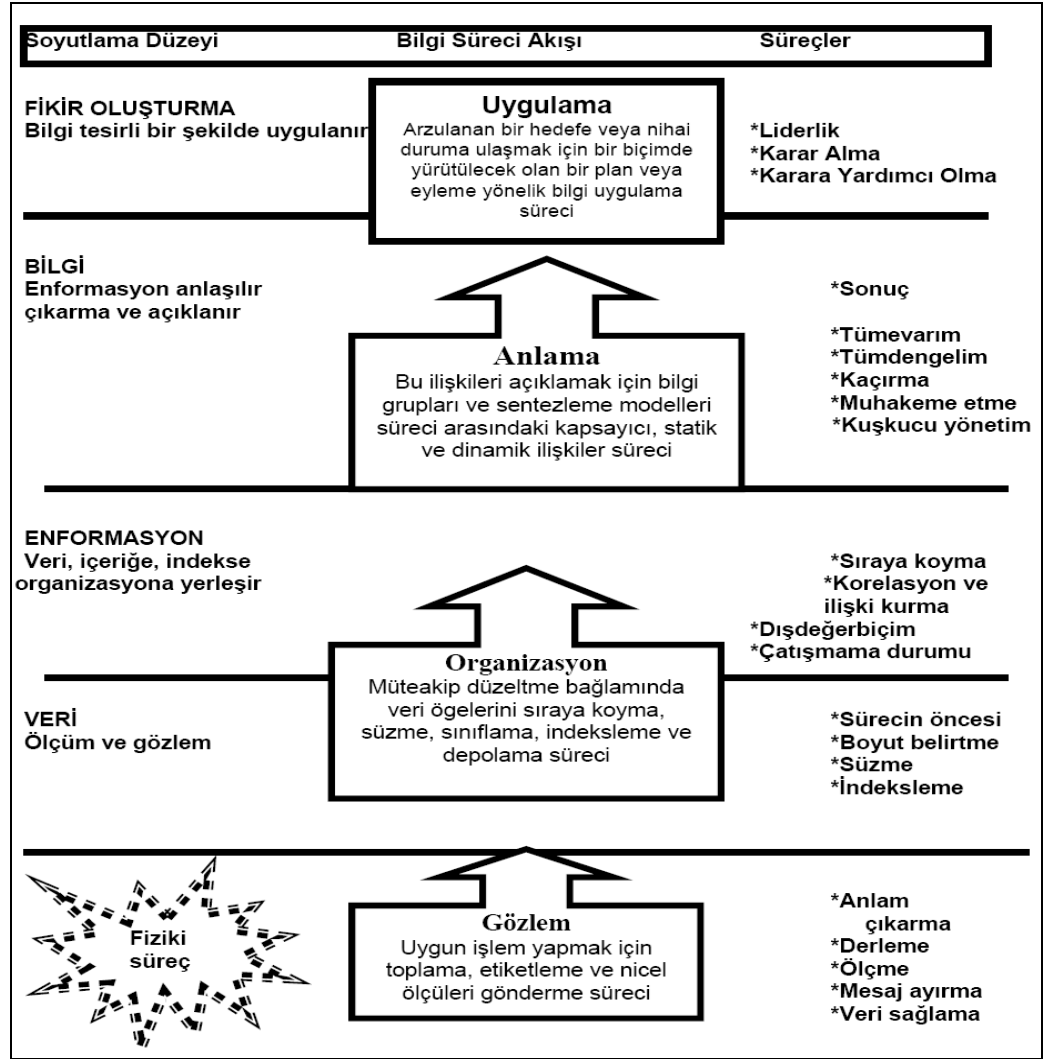 Soyutlama Düzeyi Bilgi Süreci Akışı Süreçler
FİKİR OLUŞTURMA
Bilgi tesirli bir şekilde uygulanır
Uygulama
Arzulanan bir hedefe veya nihai
duruma ulaşmak için bir biçimde
yürütülecek olan bir plan veya
eyleme yönelik bilgi uygulama
süreci
*Liderlik
*Karar Alma
*Karara Yardımcı Olma
BİLGİ
Enformasyon anlaşılır
çıkarma ve açıklanır
Anlama
Bu ilişkileri açıklamak için bilgi
grupları ve sentezleme modelleri
süreci arasındaki kapsayıcı, statik
ve dinamik ilişkiler süreci
*Sonuç
*Tümevarım
*Tümdengelim
*Kaçırma
*Muhakeme etme
*Kuşkucu yönetim
ENFORMASYON
Veri, içeriğe, indekse
organizasyona yerleşir
*Sıraya koyma
*Korelasyon ve
ilişki kurma
*Dışdeğerbiçim
*Çatışmama durumu
Organizasyon
Müteakip düzeltme bağlamında
veri ögelerini sıraya koyma,
süzme, sınıflama, indeksleme ve
depolama süreci
VERİ
Ölçüm ve gözlem
*Sürecin öncesi
*Boyut belirtme
*Süzme
*İndeksleme
Fiziki
süreç
Gözlem
Uygun işlem yapmak için
toplama, etiketleme ve nicel
ölçüleri gönderme süreci
*Anlam
çıkarma
*Derleme
*Ölçme
*Mesaj ayırma
*Veri sağlama